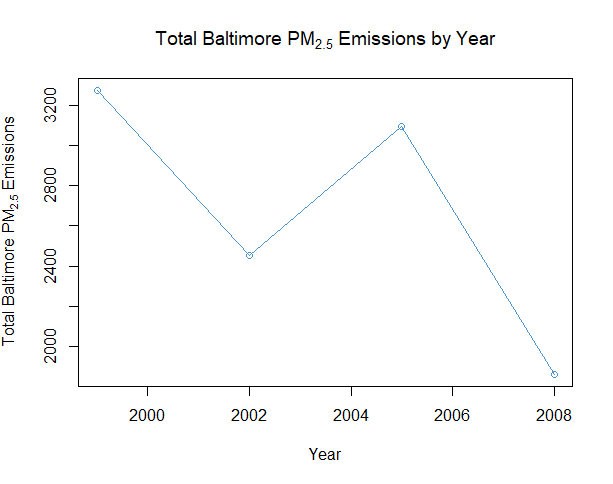 Total Baltimore PM2.5 Emissions by Year
Total Baltimore PM2.5 Emissions
3200
2800
2400
2000
2000 2002 2004 2006 2008
Year